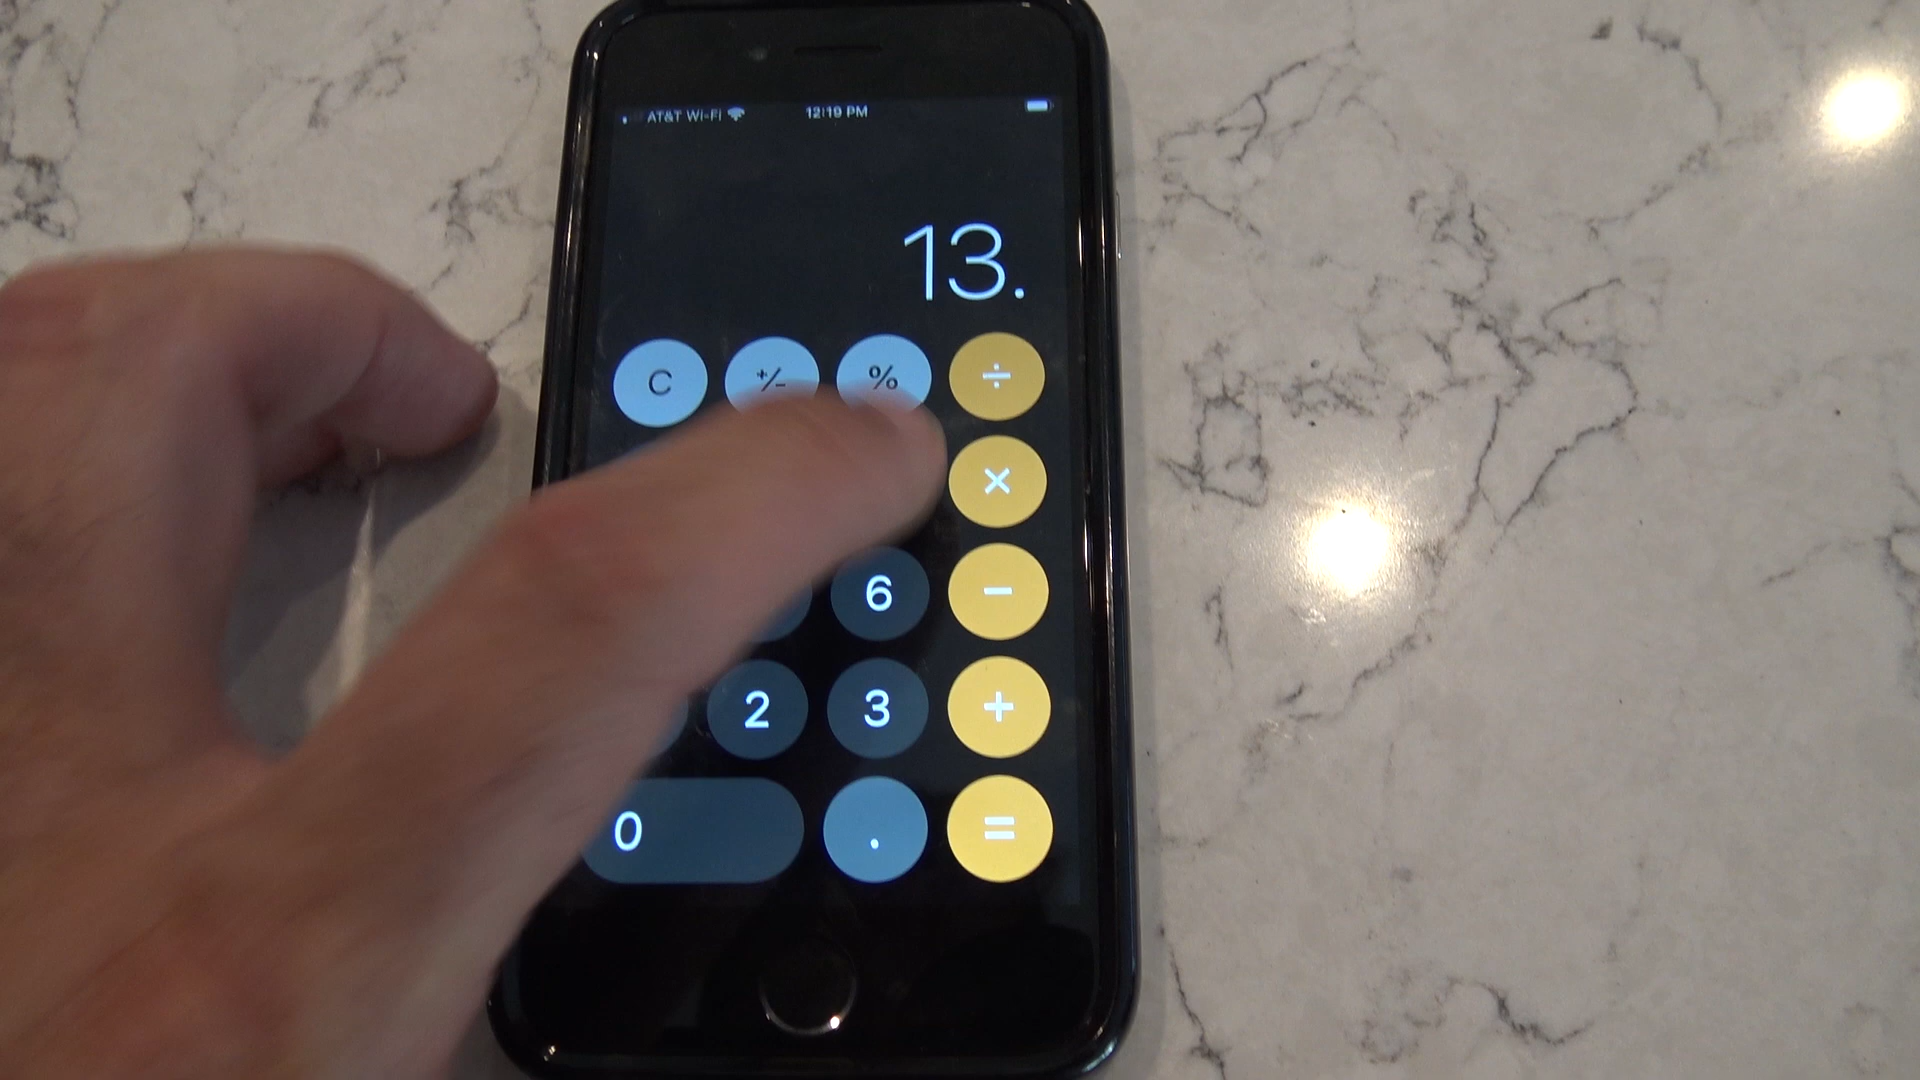 AT&T Wi-Fi 12:19 PM
13.
C +/- % ÷
×
6 −
2 3 +
0 . =